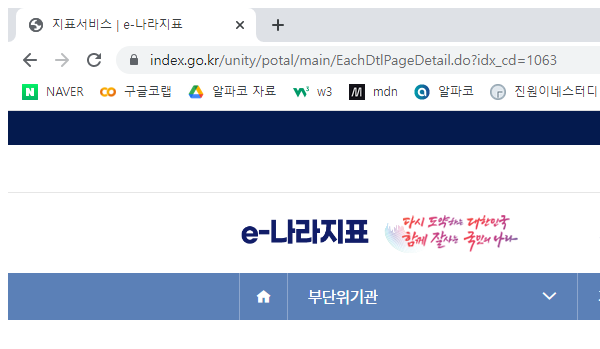 지표서비스 | e-나라지표
index.go.kr/unity/potal/main/EachDtlPageDetail.do?idx_cd=1063
NAVER 구글코랩 알파코 자료 w3 mdn 알파코 진원이네스터디
e-나라지표
다시 도약하는 대한민국
함께 잘사는 국민의 나라
부단위기관